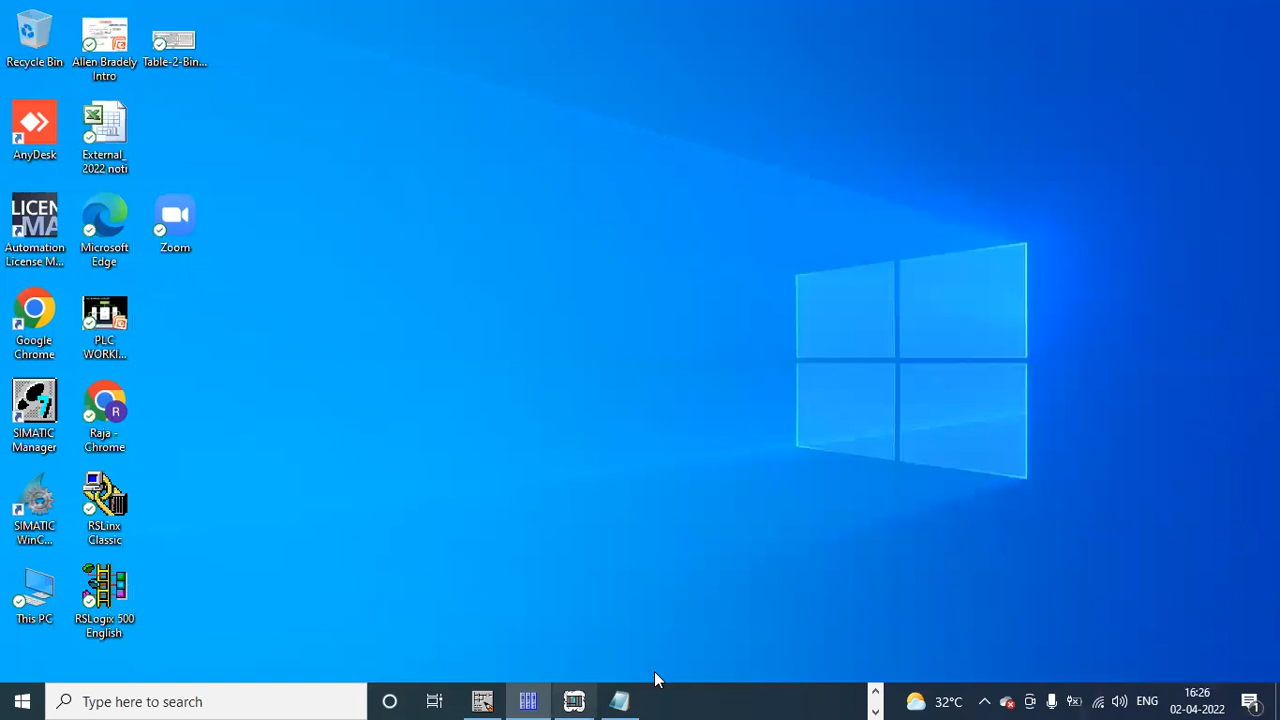 Recycle Bin
Allen Bradely
Intro
Table-2-Bin...
AnyDesk
External_
2022 noti
LICEN
MA
Automation
License M...
Microsoft
Edge
Zoom
Google
Chrome
PLC
WORKI...
SIMATIC
Manager
R
Raja -
Chrome
SIMATIC
WinC...
RSLinx
Classic
This PC
RSLogix 500
English
Type here to search
32°C
ENG
16:26
02-04-2022
1